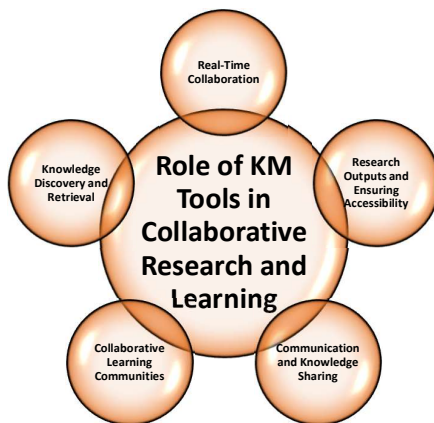 Real-Time
Collaboration
Knowledge
Discovery and
Retrieval
Role of KM
Tools in
Collaborative
Research and
Learning
Research
Outputs and
Ensuring
Accessibility
Collaborative
Learning
Communities
Communication
and Knowledge
Sharing